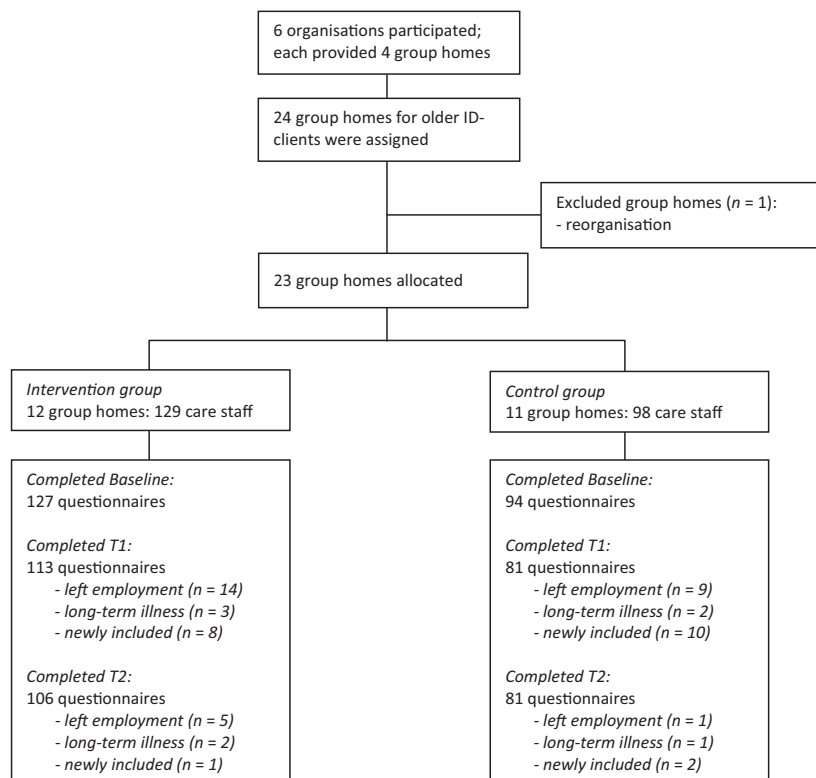 6 organisations participated;
each provided 4 group homes
24 group homes for older ID-
clients were assigned
Excluded group homes (n = 1):
- reorganisation
23 group homes allocated
Intervention group
12 group homes: 129 care staff
Control group
11 group homes: 98 care staff
Completed Baseline:
127 questionnaires
Completed T1:
113 questionnaires
- left employment (n = 14)
- long-term illness (n = 3)
- newly included (n = 8)
Completed T2:
106 questionnaires
- left employment (n = 5)
- long-term illness (n = 2)
- newly included (n = 1)
Completed Baseline:
94 questionnaires
Completed T1:
81 questionnaires
- left employment (n = 9)
- long-term illness (n = 2)
- newly included (n = 10)
Completed T2:
81 questionnaires
- left employment (n = 1)
- long-term illness (n = 1)
- newly included (n = 2)